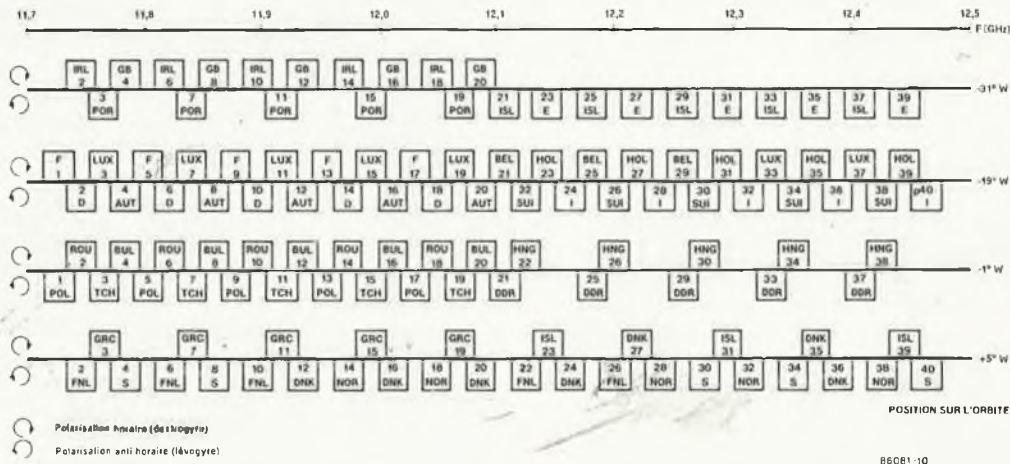 11,7 11,8 11,9 12,0 12,1 12,2 12,3 12,4 12,5
F (GHz)
IRL GB IRL GB IRL GB IRL GB IRL GB
2 4 6 8 10 12 14 16 18 20
-31° W
3 7 11 15 19 21 23 25 27 29 31 33 35 37 39
POR POR POR POR POR ISL E ISL E ISL E ISL E ISL E
F LUX F LUX F LUX F LUX F LUX BEL HOL BEL HOL BEL HOL LUX HOL LUX HOL
1 3 5 7 9 11 13 15 17 19 21 23 25 27 29 31 33 35 37 39
-19° W
2 4 6 8 10 12 14 16 18 20 22 24 26 28 30 32 34 36 38 40
D AUT D AUT D AUT D AUT D AUT SUI I SUI I SUI I SUI I SUI I
ROU BUL ROU BUL ROU BUL ROU BUL ROU BUL HNG HNG HNG HNG HNG
2 4 6 8 10 12 14 16 18 20 22 26 30 34 38
-1° W
1 3 5 7 9 11 13 15 17 19 21 25 29 33 37
POL TCH POL TCH POL TCH POL TCH POL TCH DDR DDR DDR DDR DDR
GRC GRC GRC GRC GRC ISL DNK ISL DNK ISL
3 7 11 15 19 23 27 31 35 39
+5° W
2 4 6 8 10 12 14 16 18 20 22 24 26 28 30 32 34 36 38 40
FNL S FNL S FNL DNK NOR DNK NOR DNK FNL DNK FNL NOR S NOR S DNK NOR S
POSITION SUR L'ORBITE
Polarisation horaire (dextrogyre)
Polarisation anti horaire (lévogyre)
86081-10